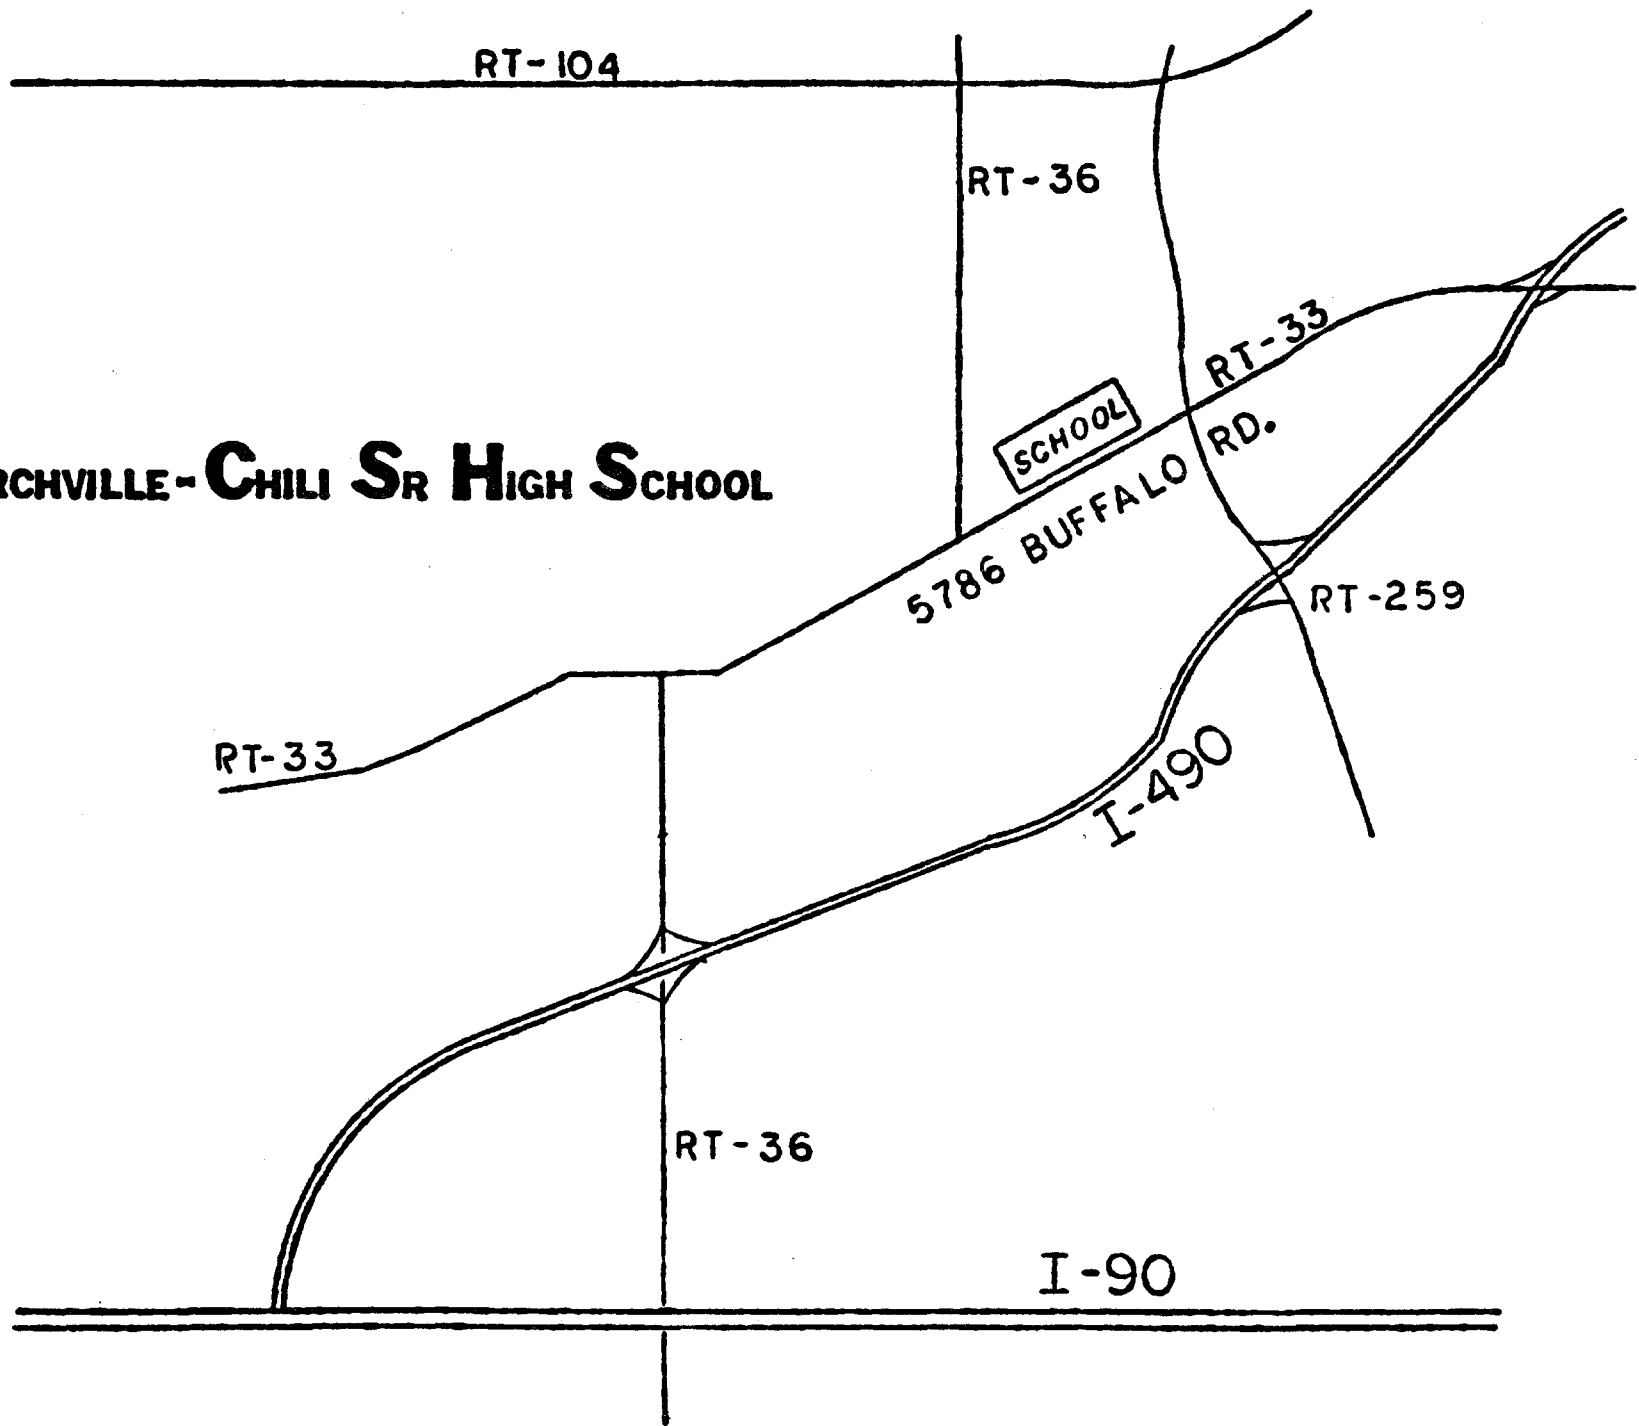 RT-104
RT-36
RT-33
SCHOOL
RCHVILLE-CHILI SR HIGH SCHOOL
5786 BUFFALO RD.
RT-259
RT-33
I-490
RT-36
I-90